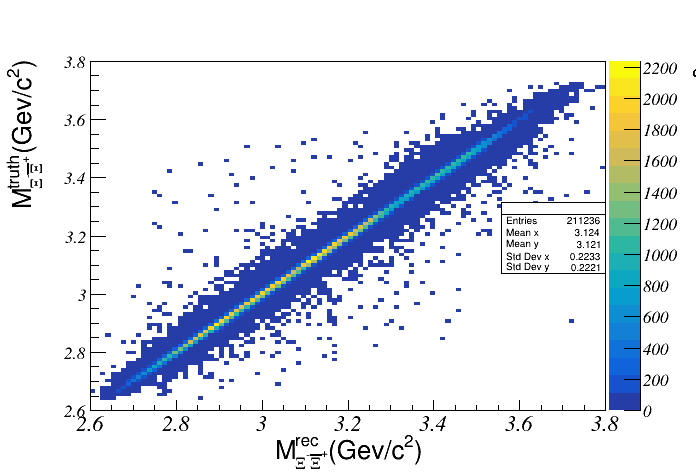 M^truth_Ξ⁻Ξ̄⁺(Gev/c²)
3.8
3.6
3.4
3.2
3
2.8
2.6
2.6 2.8 3 3.2 3.4 3.6 3.8
M^rec_Ξ⁻Ξ̄⁺(Gev/c²)
Entries 211236
Mean x 3.124
Mean y 3.121
Std Dev x 0.2233
Std Dev y 0.2221
2200
2000
1800
1600
1400
1200
1000
800
600
400
200
0